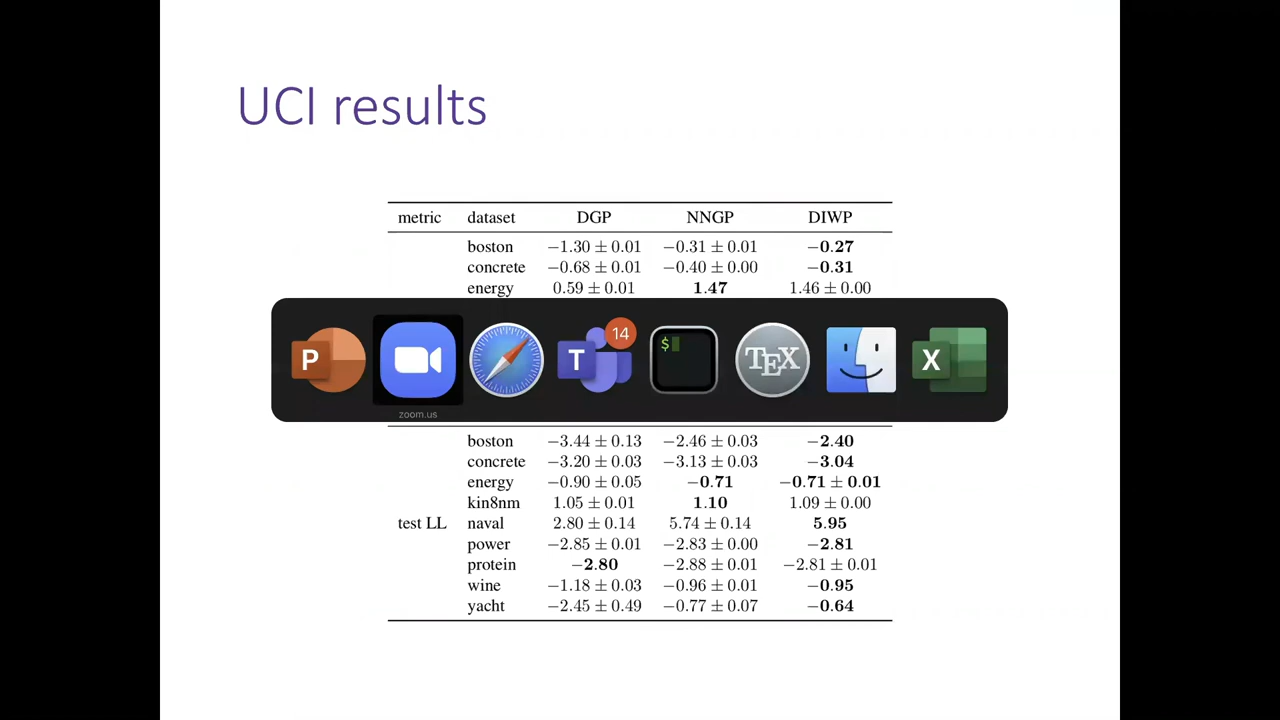 UCI results
metric dataset DGP NNGP DIWP
boston −1.30 ± 0.01 −0.31 ± 0.01 −0.27
concrete −0.68 ± 0.01 −0.40 ± 0.00 −0.31
energy 0.59 ± 0.01 1.47 1.46 ± 0.00
P
14
T
$
TEX
X
zoom.us
boston −3.44 ± 0.13 −2.46 ± 0.03 −2.40
concrete −3.20 ± 0.03 −3.13 ± 0.03 −3.04
energy −0.90 ± 0.05 −0.71 −0.71 ± 0.01
kin8nm 1.05 ± 0.01 1.10 1.09 ± 0.00
test LL naval 2.80 ± 0.14 5.74 ± 0.14 5.95
power −2.85 ± 0.01 −2.83 ± 0.00 −2.81
protein −2.80 −2.88 ± 0.01 −2.81 ± 0.01
wine −1.18 ± 0.03 −0.96 ± 0.01 −0.95
yacht −2.45 ± 0.49 −0.77 ± 0.07 −0.64